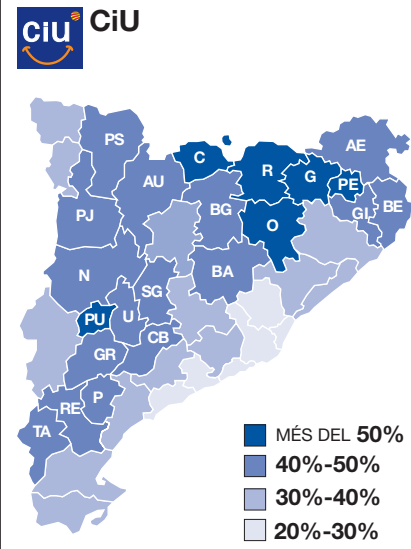 CiU CiU
PS
AE
C
R
G
PE
AU
BG
GI
BE
PJ
O
N
BA
SG
PU
U
CB
GR
P
RE
TA
MÉS DEL 50%
40%-50%
30%-40%
20%-30%